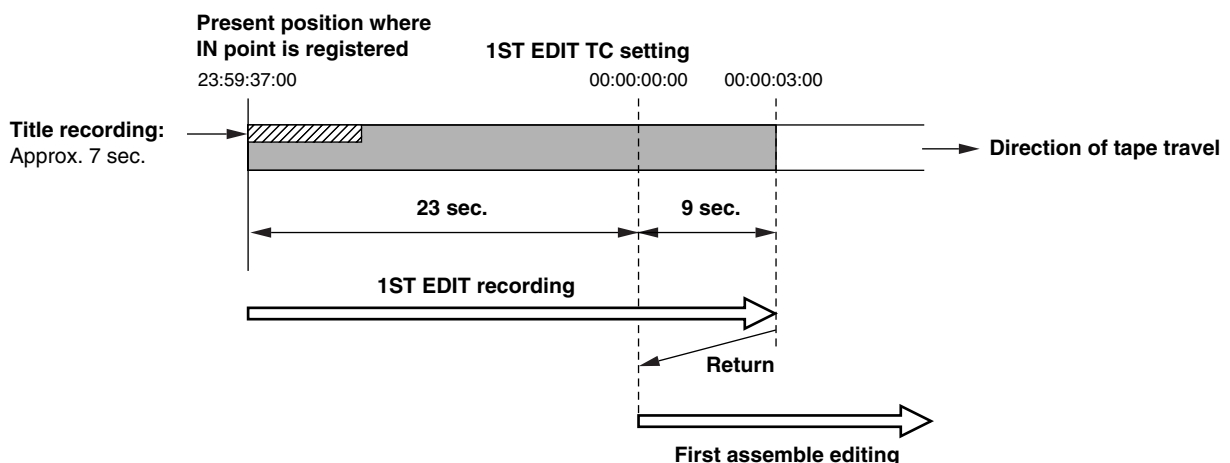 Present position where
IN point is registered
1ST EDIT TC setting
23:59:37:00
00:00:00:00
00:00:03:00
Title recording:
Approx. 7 sec.
Direction of tape travel
23 sec.
9 sec.
1ST EDIT recording
Return
First assemble editing